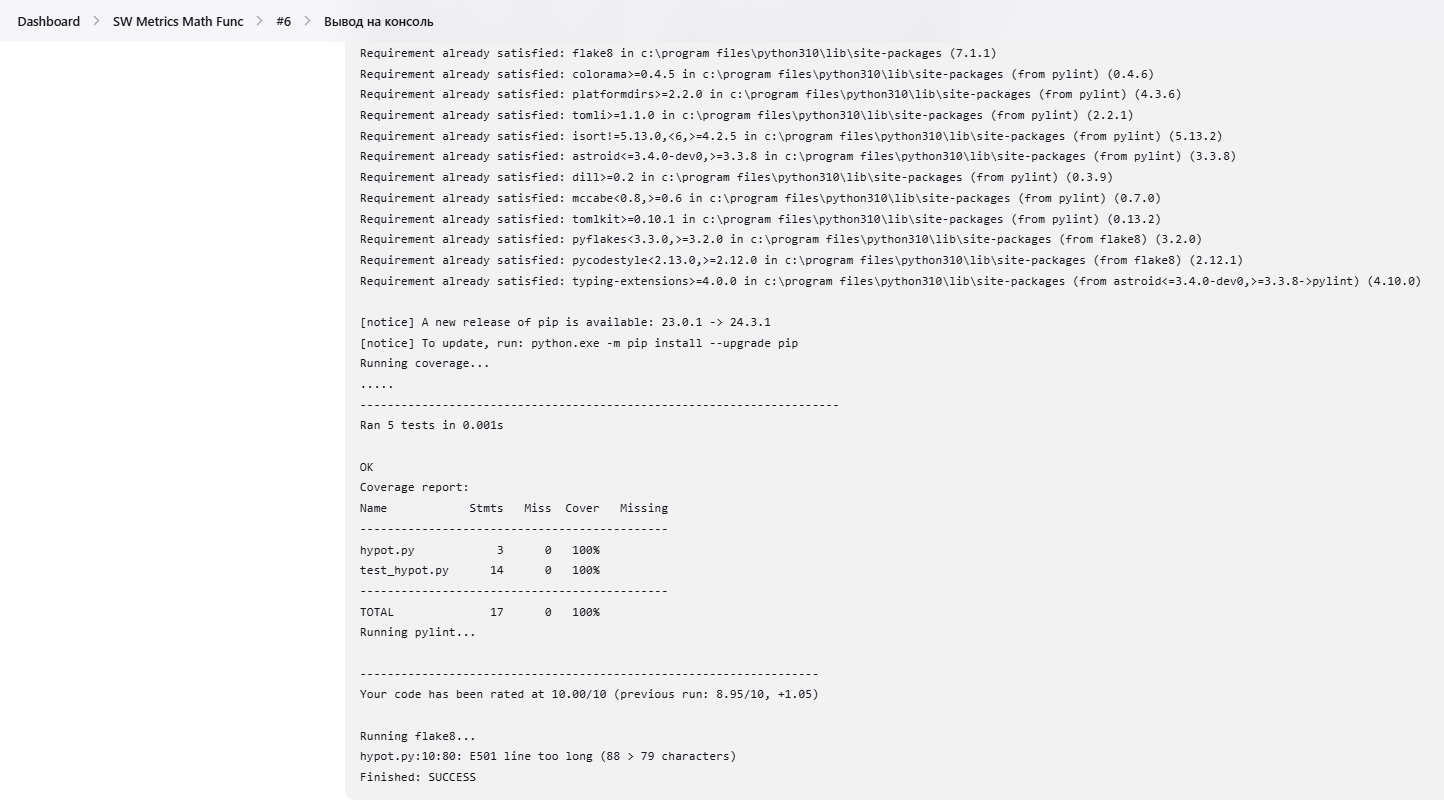 Dashboard > SW Metrics Math Func > #6 > Вывод на консоль
Requirement already satisfied: flake8 in c:\program files\python310\lib\site-packages (7.1.1)
Requirement already satisfied: colorama>=0.4.5 in c:\program files\python310\lib\site-packages (from pylint) (0.4.6)
Requirement already satisfied: platformdirs>=2.2.0 in c:\program files\python310\lib\site-packages (from pylint) (4.3.6)
Requirement already satisfied: tomli>=1.1.0 in c:\program files\python310\lib\site-packages (from pylint) (2.2.1)
Requirement already satisfied: isort!=5.13.0,<6,>=4.2.5 in c:\program files\python310\lib\site-packages (from pylint) (5.13.2)
Requirement already satisfied: astroid<=3.4.0-dev0,>=3.3.8 in c:\program files\python310\lib\site-packages (from pylint) (3.3.8)
Requirement already satisfied: dill>=0.2 in c:\program files\python310\lib\site-packages (from pylint) (0.3.9)
Requirement already satisfied: mccabe<0.8,>=0.6 in c:\program files\python310\lib\site-packages (from pylint) (0.7.0)
Requirement already satisfied: tomlkit>=0.10.1 in c:\program files\python310\lib\site-packages (from pylint) (0.13.2)
Requirement already satisfied: pyflakes<3.3.0,>=3.2.0 in c:\program files\python310\lib\site-packages (from flake8) (3.2.0)
Requirement already satisfied: pycodestyle<2.13.0,>=2.12.0 in c:\program files\python310\lib\site-packages (from flake8) (2.12.1)
Requirement already satisfied: typing-extensions>=4.0.0 in c:\program files\python310\lib\site-packages (from astroid<=3.4.0-dev0,>=3.3.8->pylint) (4.10.0)
[notice] A new release of pip is available: 23.0.1 -> 24.3.1
[notice] To update, run: python.exe -m pip install --upgrade pip
Running coverage...
.....
----------------------------------------------------------------------
Ran 5 tests in 0.001s
OK
Coverage report:
Name            Stmts   Miss  Cover   Missing
---------------------------------------------
hypot.py            3      0   100%
test_hypot.py      14      0   100%
---------------------------------------------
TOTAL              17      0   100%
Running pylint...
-------------------------------------------------------------------
Your code has been rated at 10.00/10 (previous run: 8.95/10, +1.05)
Running flake8...
hypot.py:10:80: E501 line too long (88 > 79 characters)
Finished: SUCCESS